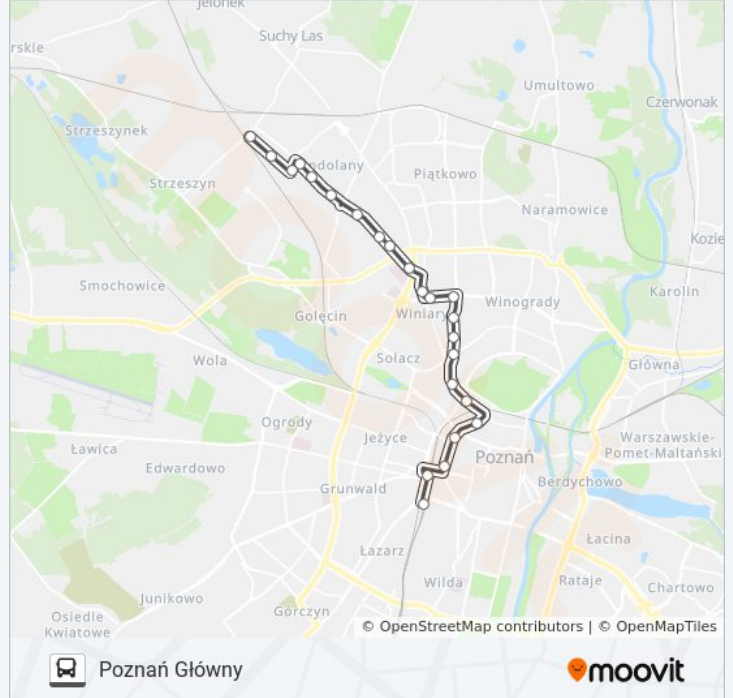 Jelonek
rskie
Suchy Las
Umultowo
Czerwonak
Strzeszynek
odolany
Piątkowo
Strzeszyn
Naramowice
Kozie
Smochowice
Karolin
Winogrady
Golęcin
Winiary
Sołacz
Wola
Główna
Ogrody
Jeżyce
Warszawskie-
Pomet-Maltański
Ławica
Poznań
Edwardowo
Berdychowo
Grunwald
Łacina
Łazarz
Wilda
Rataje
Chartowo
Junikowo
Górczyn
Osiedle
Kwiatowe
© OpenStreetMap contributors | © OpenMapTiles
Poznań Główny
moovit